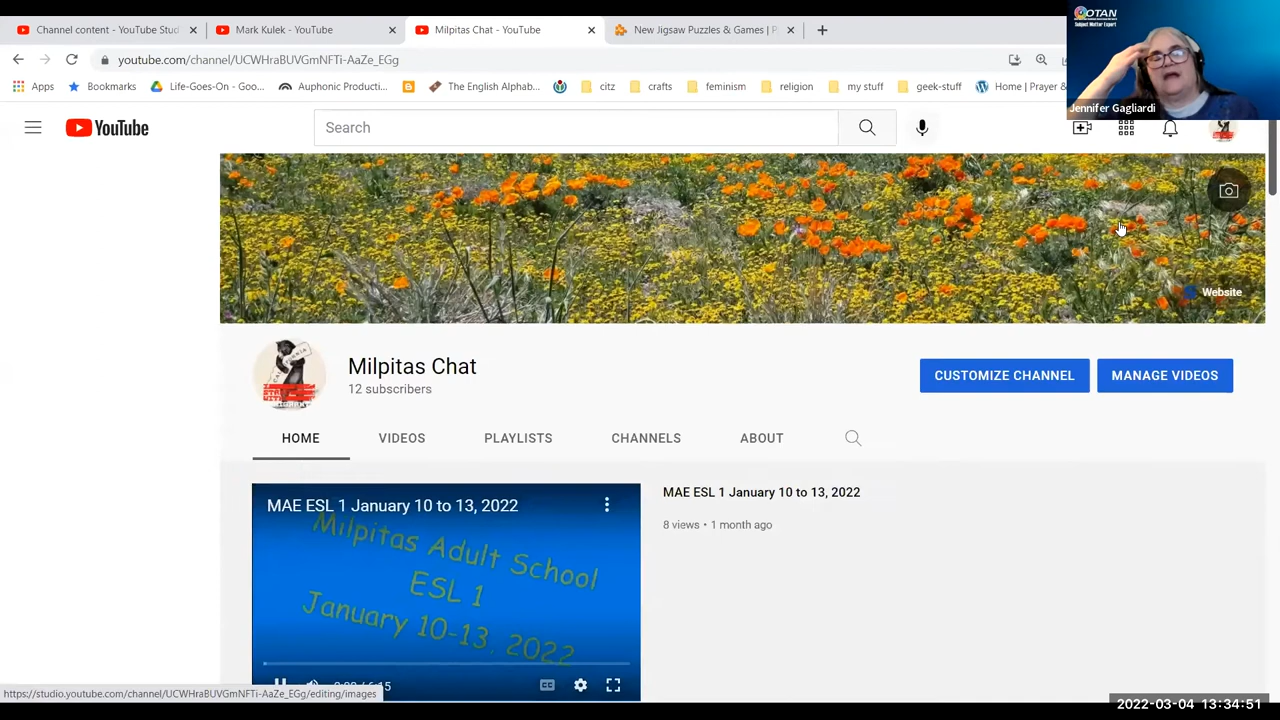 Channel content - YouTube Stud
Mark Kulek - YouTube
Milpitas Chat - YouTube
New Jigsaw Puzzles & Games | P
OTAN
Subject Matter Expert
youtube.com/channel/UCWHraBUVGmNFTi-AaZe_EGg
Apps
Bookmarks
Life-Goes-On - Goo...
Auphonic Producti...
The English Alphab...
citz
crafts
feminism
religion
my stuff
geek-stuff
Home | Prayer &
Jennifer Gagliardi
YouTube
Search
Website
Milpitas Chat
12 subscribers
CUSTOMIZE CHANNEL
MANAGE VIDEOS
HOME
VIDEOS
PLAYLISTS
CHANNELS
ABOUT
MAE ESL 1 January 10 to 13, 2022
Milpitas Adult School
ESL 1
January 10-13, 2022
MAE ESL 1 January 10 to 13, 2022
8 views • 1 month ago
https://studio.youtube.com/channel/UCWHraBUVGmNFTi-AaZe_EGg/editing/images
2022-03-04 13:34:51